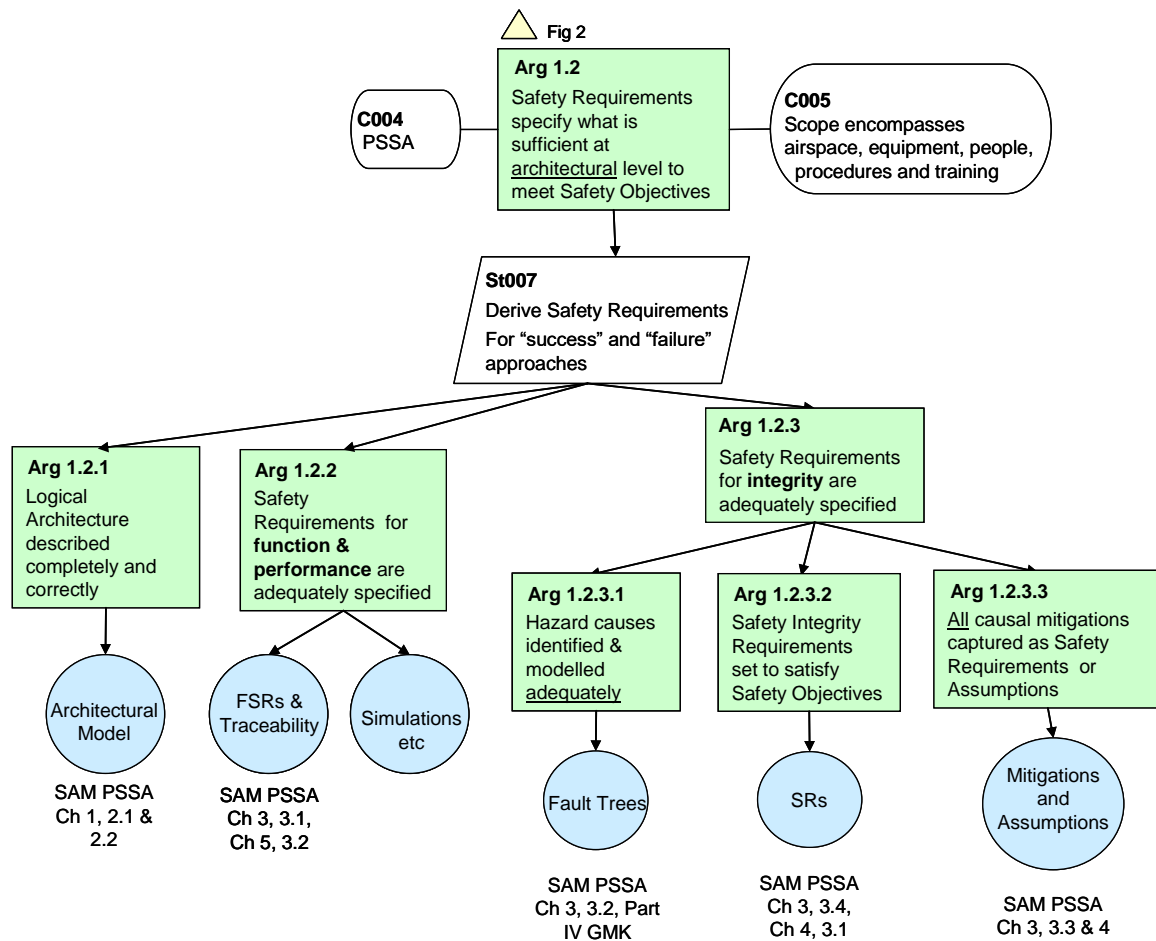 Fig 2
Arg 1.2
Safety Requirements
specify what is
sufficient at
architectural level to
meet Safety Objectives
C004
PSSA
C005
Scope encompasses
airspace, equipment, people,
procedures and training
St007
Derive Safety Requirements
For “success” and “failure”
approaches
Arg 1.2.1
Logical
Architecture
described
completely and
correctly
Arg 1.2.2
Safety
Requirements for
function &
performance are
adequately specified
Arg 1.2.3
Safety Requirements
for integrity are
adequately specified
Arg 1.2.3.1
Hazard causes
identified &
modelled
adequately
Arg 1.2.3.2
Safety Integrity
Requirements
set to satisfy
Safety Objectives
Arg 1.2.3.3
All causal mitigations
captured as Safety
Requirements or
Assumptions
Architectural
Model
FSRs &
Traceability
Simulations
etc
Fault Trees
SRs
Mitigations
and
Assumptions
SAM PSSA
Ch 1, 2.1 &
2.2
SAM PSSA
Ch 3, 3.1,
Ch 5, 3.2
SAM PSSA
Ch 3, 3.2, Part
IV GMK
SAM PSSA
Ch 3, 3.4,
Ch 4, 3.1
SAM PSSA
Ch 3, 3.3 & 4